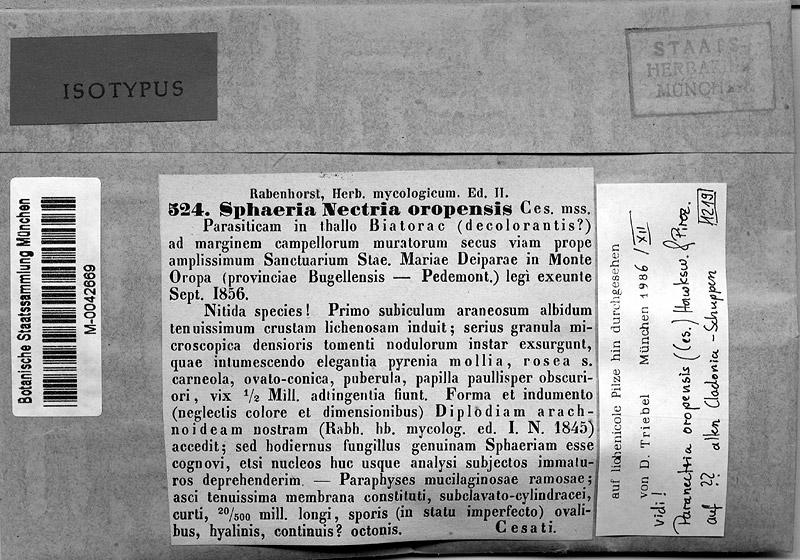 ISOTYPUS
STAATS-
HERBARIUM
MÜNCHEN
Botanische Staatssammlung München
M-0042669
Rabenhorst, Herb. mycologicum. Ed. II.
524. Sphaeria Nectria oropensis Ces. mss.
Parasiticam in thallo Biatorac (decolorantis?)
ad marginem campellorum muratorum secus viam prope
amplissimum Sanctuarium Stae. Mariae Deiparae in Monte
Oropa (provinciae Bugellensis — Pedemont.) legi exeunte
Sept. 1856.
Nitida species! Primo subiculum araneosum albidum
tenuissimum crustam lichenosam induit; serius granula mi-
croscopica densioris tomenti nodulorum instar exsurgunt,
quae intumescendo elegantia pyrenia mollia, rosea s.
carneola, ovato-conica, puberula, papilla paullisper obscuri-
ori, vix 1/2 Mill. adtingentia fiunt. Forma et indumento
(neglectis colore et dimensionibus) Diplodiam arach-
noideam nostram (Rabh. hb. mycolog. ed. I. N. 1845)
accedit; sed hodiernus fungillus genuinam Sphaeriam esse
cognovi, etsi nucleos huc usque analysi subjectos immatu-
ros deprehenderim. — Paraphyses mucilaginosae ramosae;
asci tenuissima membrana constituti, subclavato-cylindracei,
curti, 20/500 mill. longi, sporis (in statu imperfecto) ovali-
bus, hyalinis, continuis? octonis. Cesati.
auf lichenicole Pilze hin durchgesehen
von D. Triebel München 1986 / XII
vidi!
Paranectria oropensis (Ces.) Hawksw. & Piroz.
auf ?? alten Cladonia-Schuppen